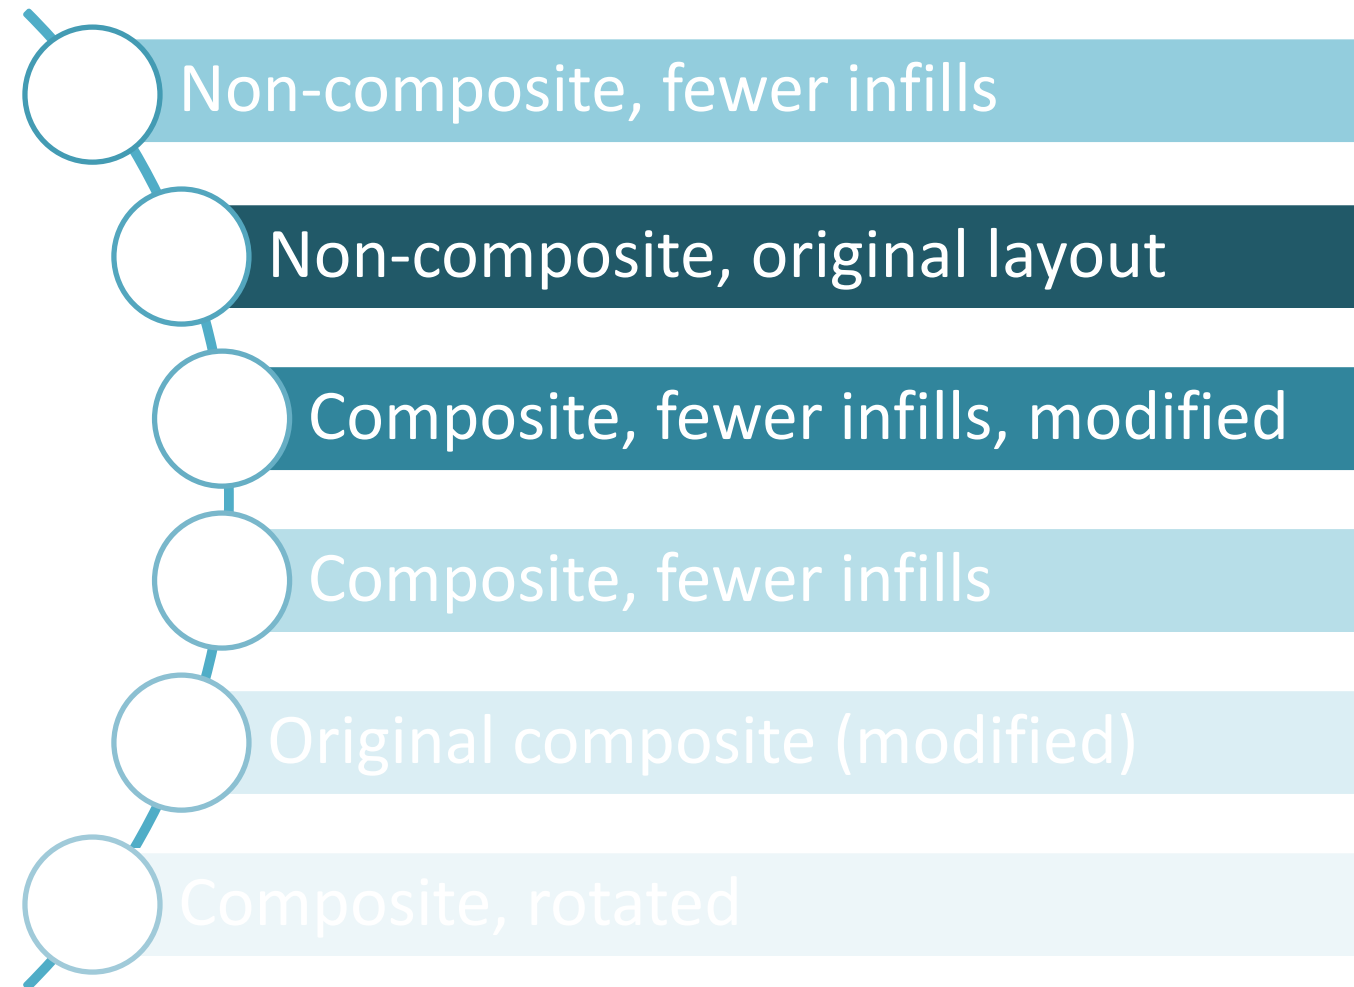 Non-composite, fewer infills
Non-composite, original layout
Composite, fewer infills, modified
Composite, fewer infills
Original composite (modified)
Composite, rotated